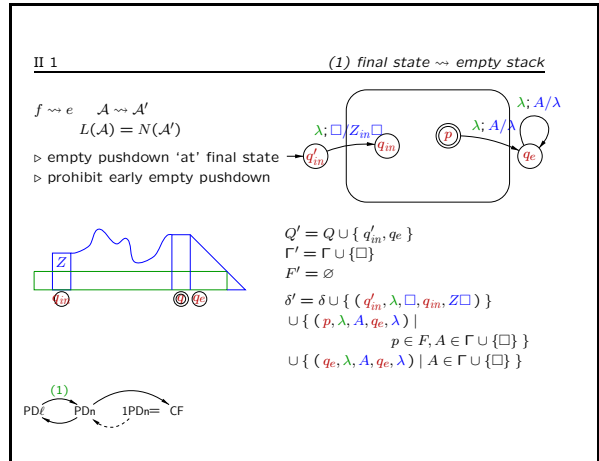 II 1
(1) final state ⇝ empty stack
f ⇝ e 𝒜 ⇝ 𝒜′
L(𝒜) = N(𝒜′)
▹ empty pushdown ‘at’ final state
▹ prohibit early empty pushdown
λ; □/Z_in□
λ; A/λ
λ; A/λ
q′_in
q_in
p
q_e
Q′ = Q ∪ { q′_in, q_e }
Γ′ = Γ ∪ {□}
F′ = ∅
δ′ = δ ∪ { ( q′_in, λ, □, q_in, Z□ ) }
∪ { ( p, λ, A, q_e, λ ) |
p ∈ F, A ∈ Γ ∪ {□} }
∪ { ( q_e, λ, A, q_e, λ ) | A ∈ Γ ∪ {□} }
Z
q_in
q_e
(1)
PDℓ PDn 1PDn= CF